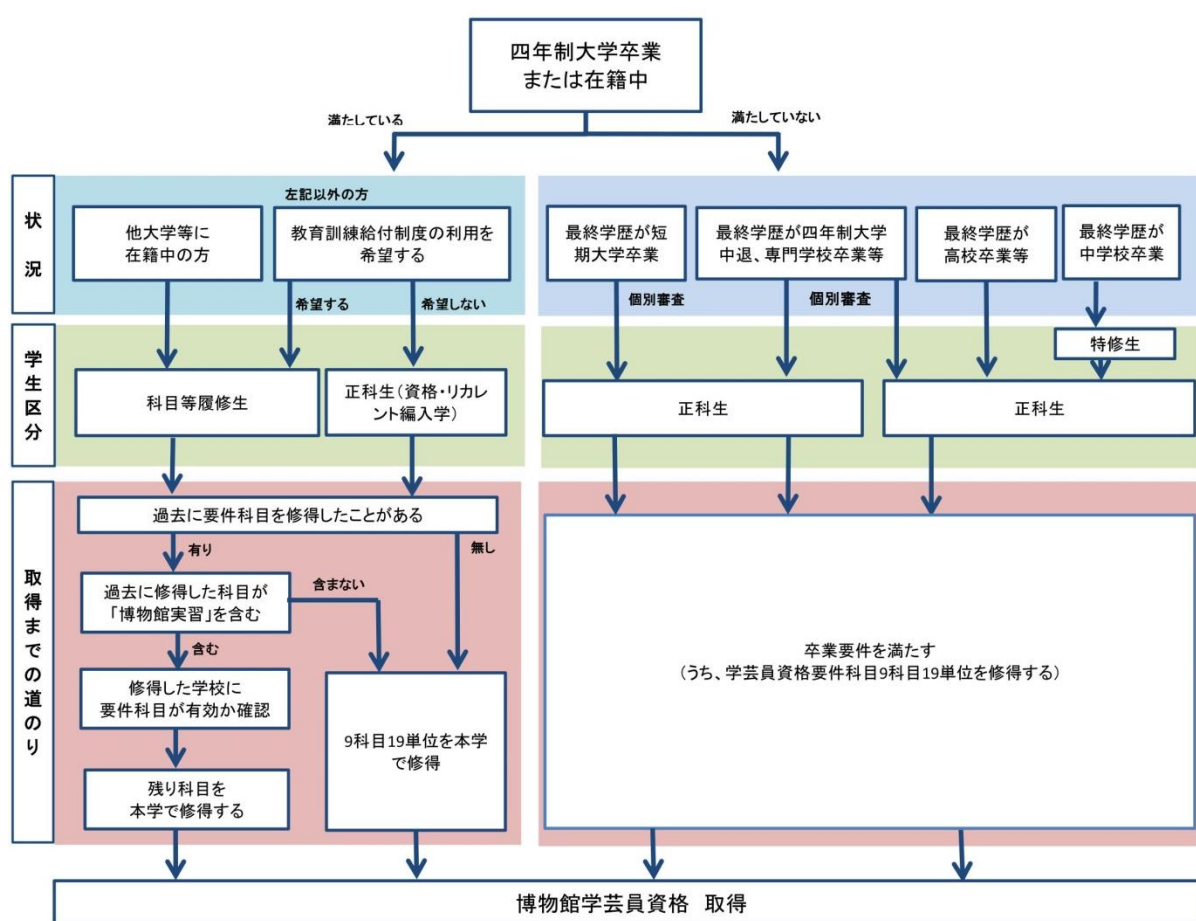 四年制大学卒業
または在籍中
満たしている
満たしていない
状
況
左記以外の方
他大学等に
在籍中の方
教育訓練給付制度の利用を
希望する
最終学歴が短
期大学卒業
最終学歴が四年制大学
中退、専門学校卒業等
最終学歴が
高校卒業等
最終学歴が
中学校卒業
希望する
希望しない
個別審査
個別審査
学生区分
特修生
科目等履修生
正科生(資格・リカレ
ント編入学)
正科生
正科生
取得までの道のり
過去に要件科目を修得したことがある
有り
無し
過去に修得した科目が
「博物館実習」を含む
含まない
含む
修得した学校に
要件科目が有効か確認
残り科目を
本学で修得する
9科目19単位を本学
で修得
卒業要件を満たす
(うち、学芸員資格要件科目9科目19単位を修得する)
博物館学芸員資格 取得